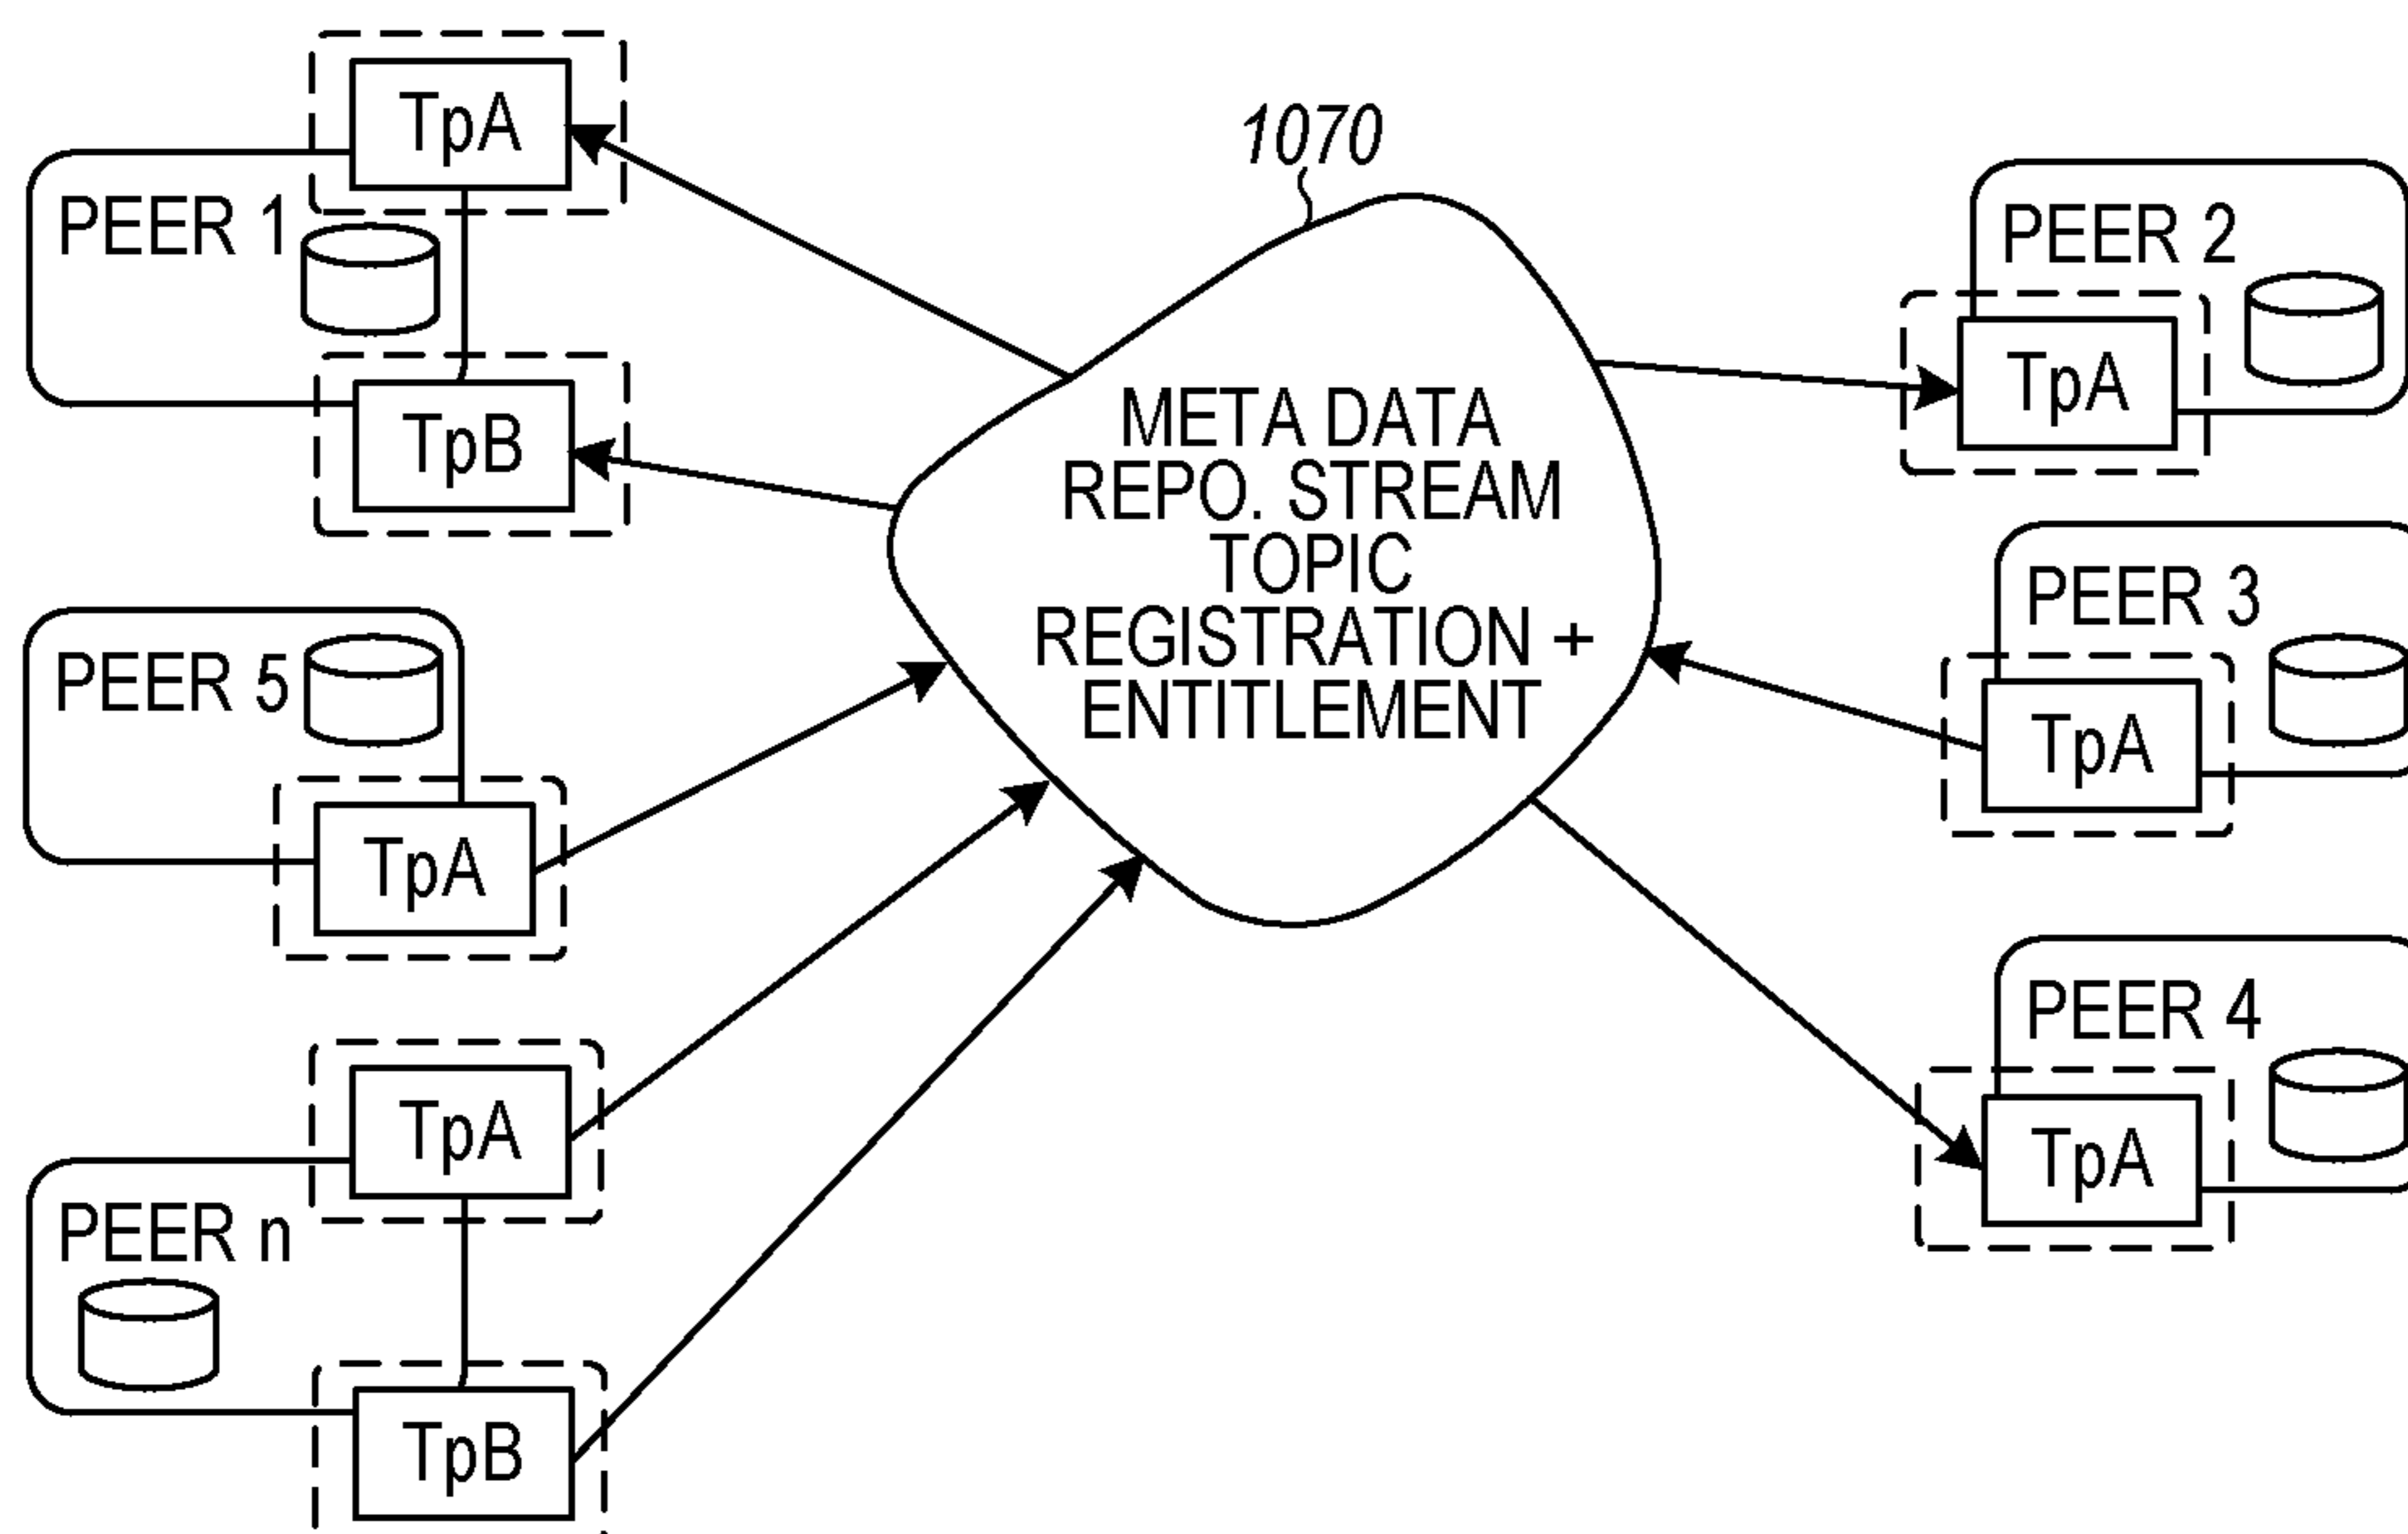 TpA
PEER 1
TpB
1070
META DATA
REPO. STREAM
TOPIC
REGISTRATION +
ENTITLEMENT
PEER 2
TpA
PEER 3
TpA
PEER 4
TpA
PEER 5
TpA
TpA
PEER n
TpB